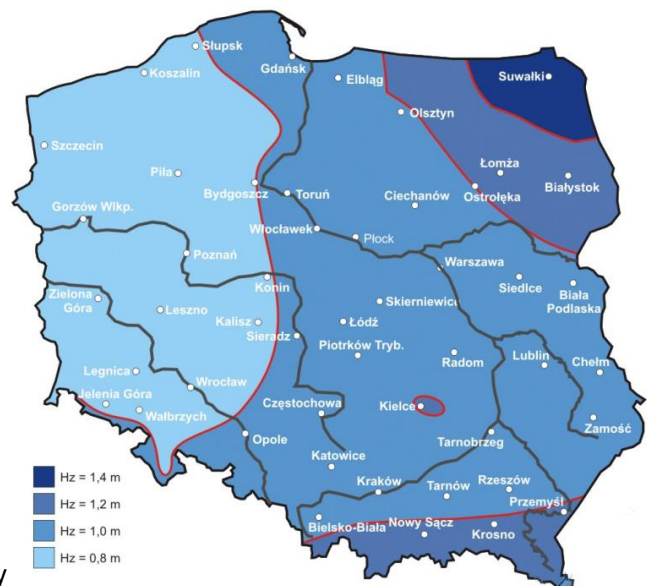 Słupsk
Gdańsk
Koszalin
Elbląg
Suwałki
Olsztyn
Szczecin
Piła
Łomża
Białystok
Bydgoszcz
Toruń
Ciechanów
Ostrołęka
Gorzów Wlkp.
Włocławek
Płock
Poznań
Warszawa
Konin
Siedlce
Biała
Podlaska
Zielona
Góra
Leszno
Skierniewice
Kalisz
Łódź
Sieradz
Piotrków Tryb.
Radom
Lublin
Chełm
Legnica
Wrocław
Jelenia Góra
Wałbrzych
Częstochowa
Kielce
Zamość
Opole
Tarnobrzeg
Katowice
Kraków
Tarnów
Rzeszów
Przemyśl
Bielsko-Biała
Nowy Sącz
Krosno
Hz = 1,4 m
Hz = 1,2 m
Hz = 1,0 m
Hz = 0,8 m
y